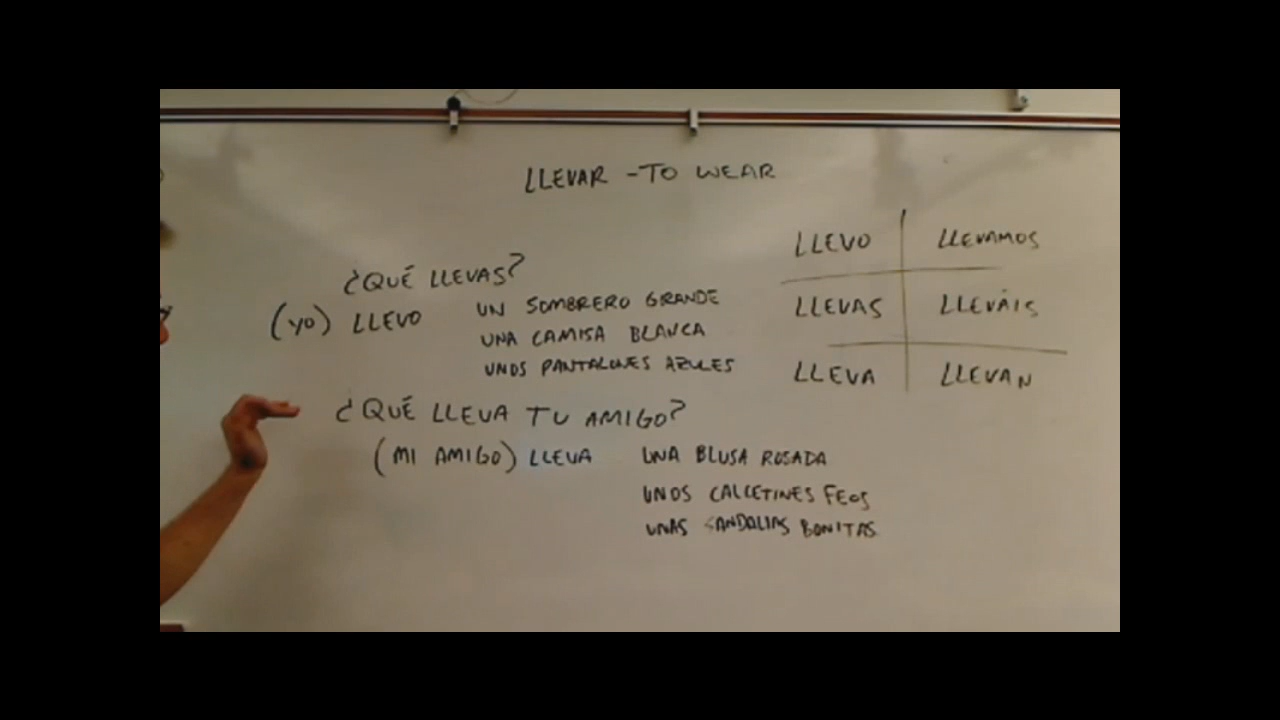 LLEVAR - TO WEAR
¿QUÉ LLEVAS?
(YO) LLEVO UN SOMBRERO GRANDE
UNA CAMISA BLANCA
UNOS PANTALONES AZULES
¿QUÉ LLEVA TU AMIGO?
(MI AMIGO) LLEVA UNA BLUSA ROSADA
UNOS CALCETINES FEOS
UNAS SANDALIAS BONITAS
LLEVO LLEVAMOS
LLEVAS LLEVÁIS
LLEVA LLEVAN